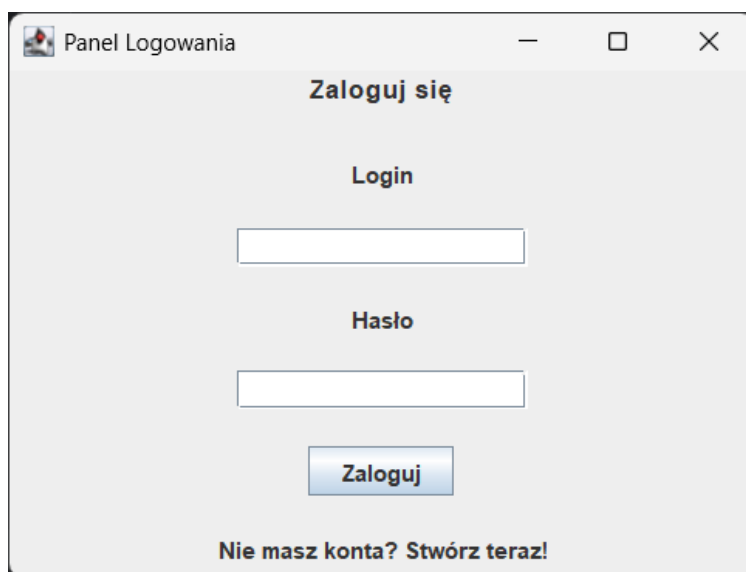 Panel Logowania
Zaloguj się
Login
Hasło
Zaloguj
Nie masz konta? Stwórz teraz!